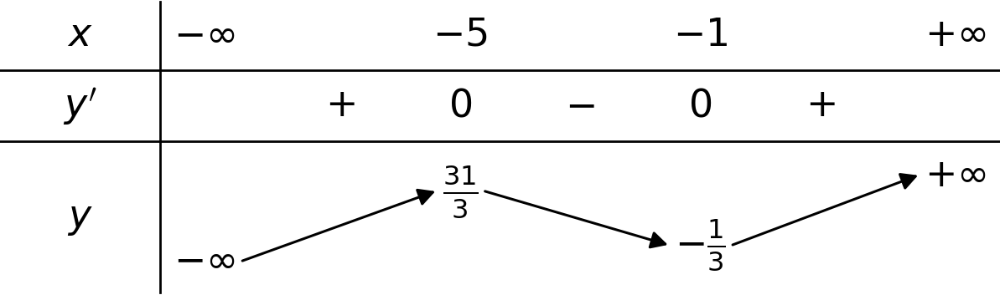 x −∞ −5 −1 +∞
y′ + 0 − 0 +
y −∞ 31/3 −1/3 +∞